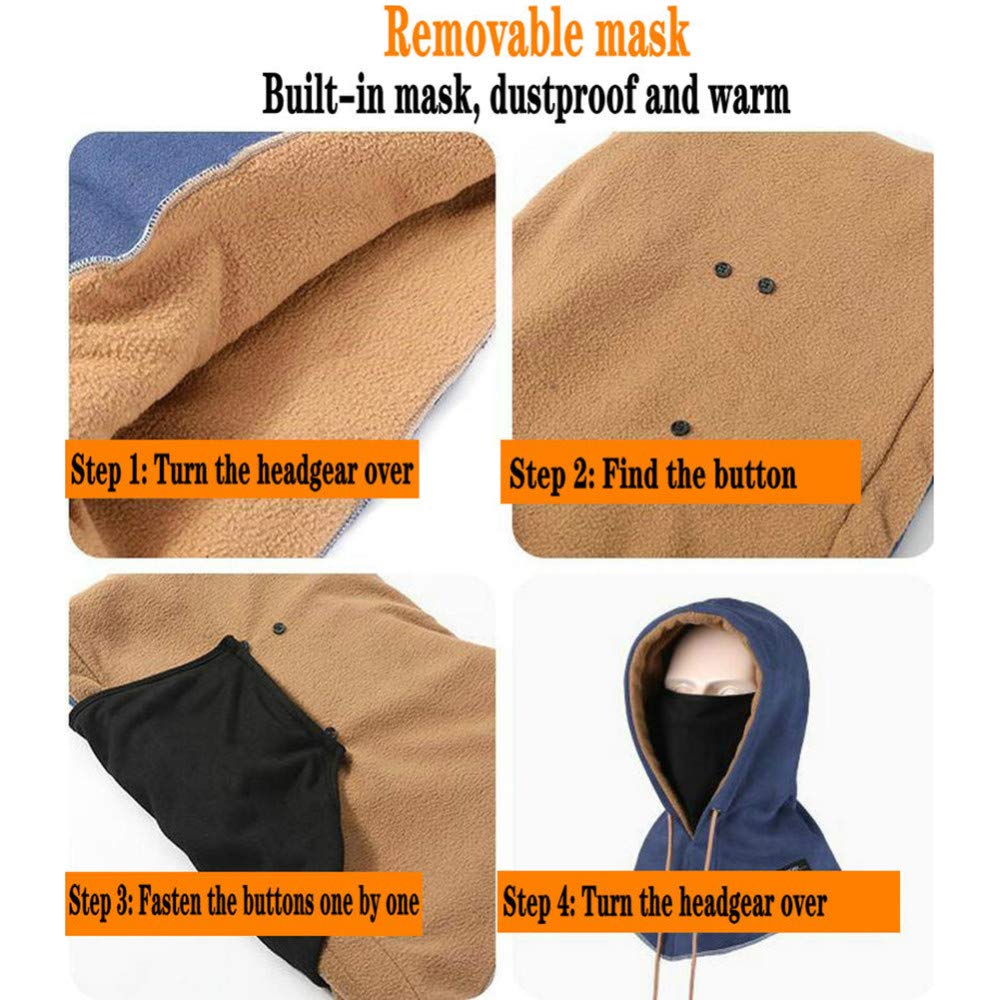 Removable mask
Built-in mask, dustproof and warm
Step 1: Turn the headgear over
Step 2: Find the button
Step 3: Fasten the buttons one by one
Step 4: Turn the headgear over